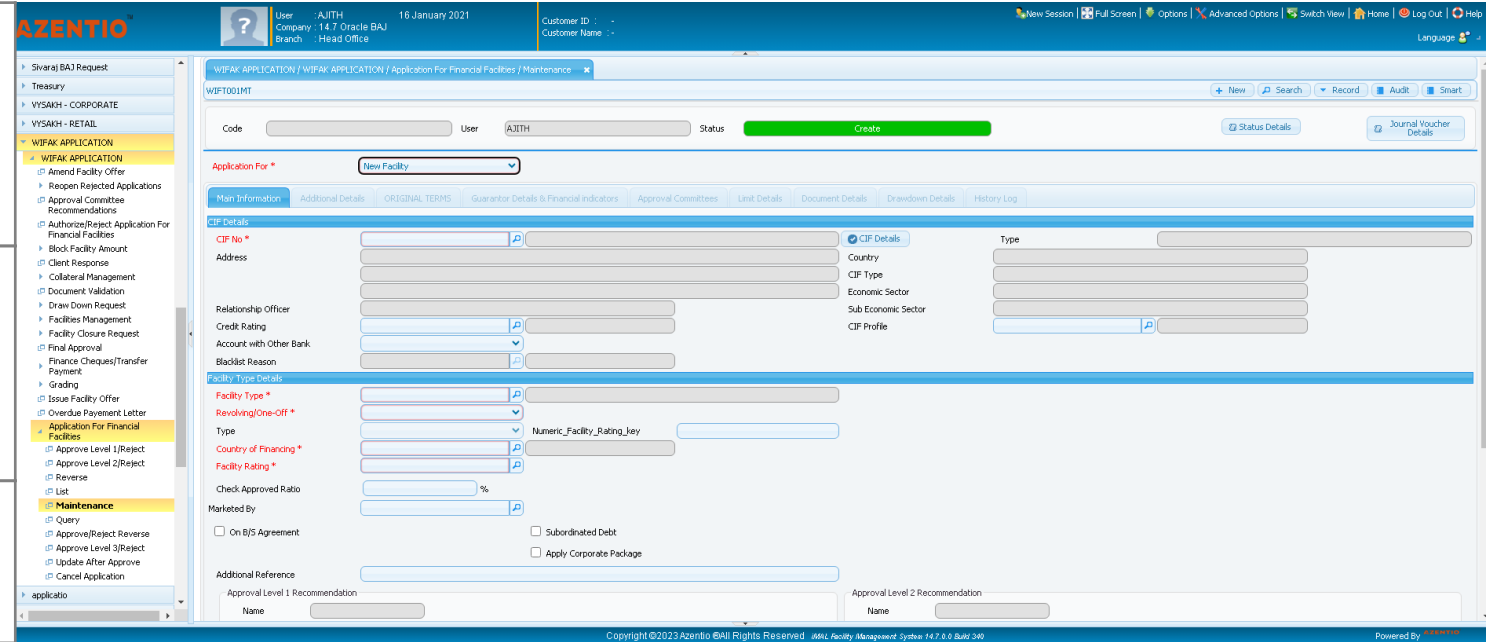 AZENTIO
User : AJITH 16 January 2021
Company : 14.7 Oracle BAJ
Branch : Head Office
Customer ID : -
Customer Name : -
New Session | Full Screen | Options | Advanced Options | Switch View | Home | Log Out | Help
Language
Sivaraj BAJ Request
Treasury
VYSAKH - CORPORATE
VYSAKH - RETAIL
WIFAK APPLICATION
WIFAK APPLICATION
Amend Facility Offer
Reopen Rejected Applications
Approval Committee
Recommendations
Authorize/Reject Application For
Financial Facilities
Block Facility Amount
Client Response
Collateral Management
Document Validation
Draw Down Request
Facilities Management
Facility Closure Request
Final Approval
Finance Cheques/Transfer
Payment
Grading
Issue Facility Offer
Overdue Payement Letter
Application For Financial
Facilities
Approve Level 1/Reject
Approve Level 2/Reject
Reverse
List
Maintenance
Query
Approve/Reject Reverse
Approve Level 3/Reject
Update After Approve
Cancel Application
applicatio
WIFAK APPLICATION / WIFAK APPLICATION / Application For Financial Facilities / Maintenance
WIFT001MT
New Search Record Audit Smart
Code User AJITH Status Create Status Details Journal Voucher
Details
Application For * New Facility
Main Information Additional Details ORIGINAL TERMS Guarantor Details & Financial indicators Approval Committees Limit Details Document Details Drawdown Details History Log
CIF Details
CIF No * CIF Details Type
Address Country
CIF Type
Economic Sector
Relationship Officer Sub Economic Sector
Credit Rating CIF Profile
Account with Other Bank
Blacklist Reason
Facility Type Details
Facility Type *
Revolving/One-Off *
Type Numeric_Facility_Rating_key
Country of Financing *
Facility Rating *
Check Approved Ratio %
Marketed By
On B/S Agreement Subordinated Debt
Apply Corporate Package
Additional Reference
Approval Level 1 Recommendation Approval Level 2 Recommendation
Name Name
Copyright ©2023 Azentio ®All Rights Reserved iMAL Facility Management System 14.7.0.0 Build 340
Powered By AZENTIO